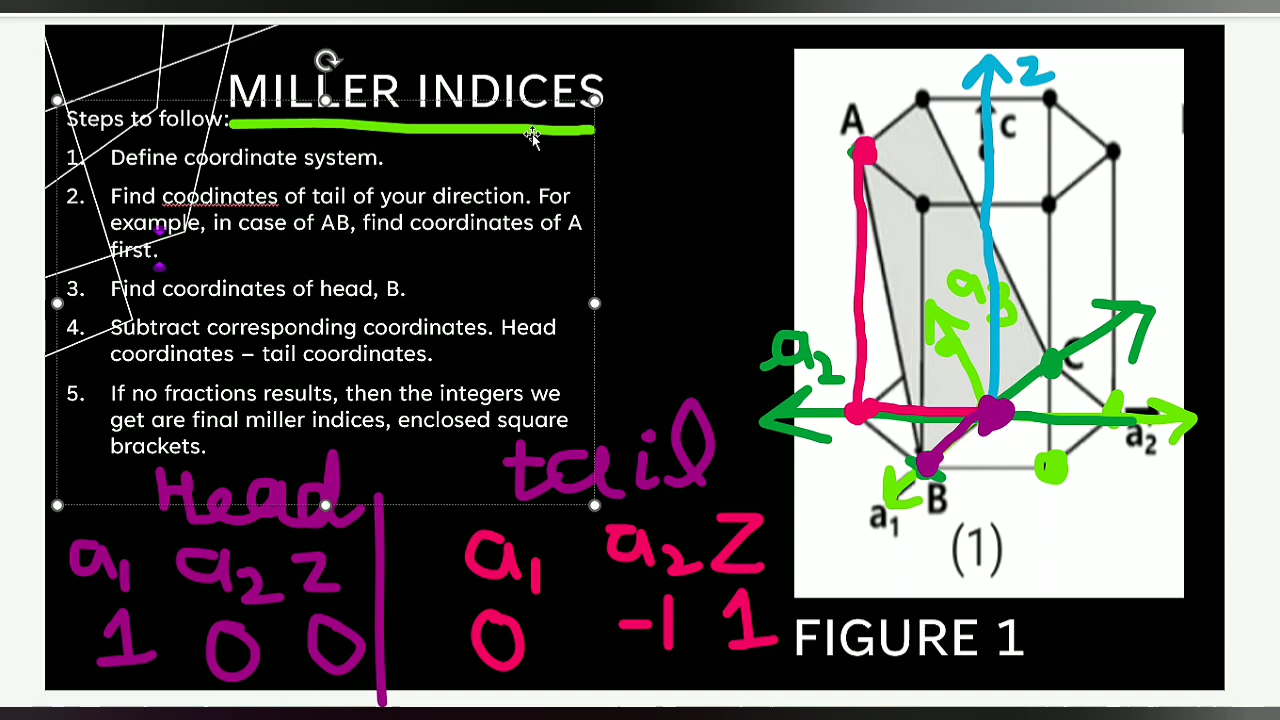 MILLER INDICES
Steps to follow:
1. Define coordinate system.
2. Find coodinates of tail of your direction. For
example, in case of AB, find coordinates of A
first.
3. Find coordinates of head, B.
4. Subtract corresponding coordinates. Head
coordinates – tail coordinates.
5. If no fractions results, then the integers we
get are final miller indices, enclosed square
brackets.
Head
a1 a2 z
1 0 0
tail
a1 a2 Z
0 -1 1
z
A
c
a3
a2
C
a2
B
a1
(1)
FIGURE 1